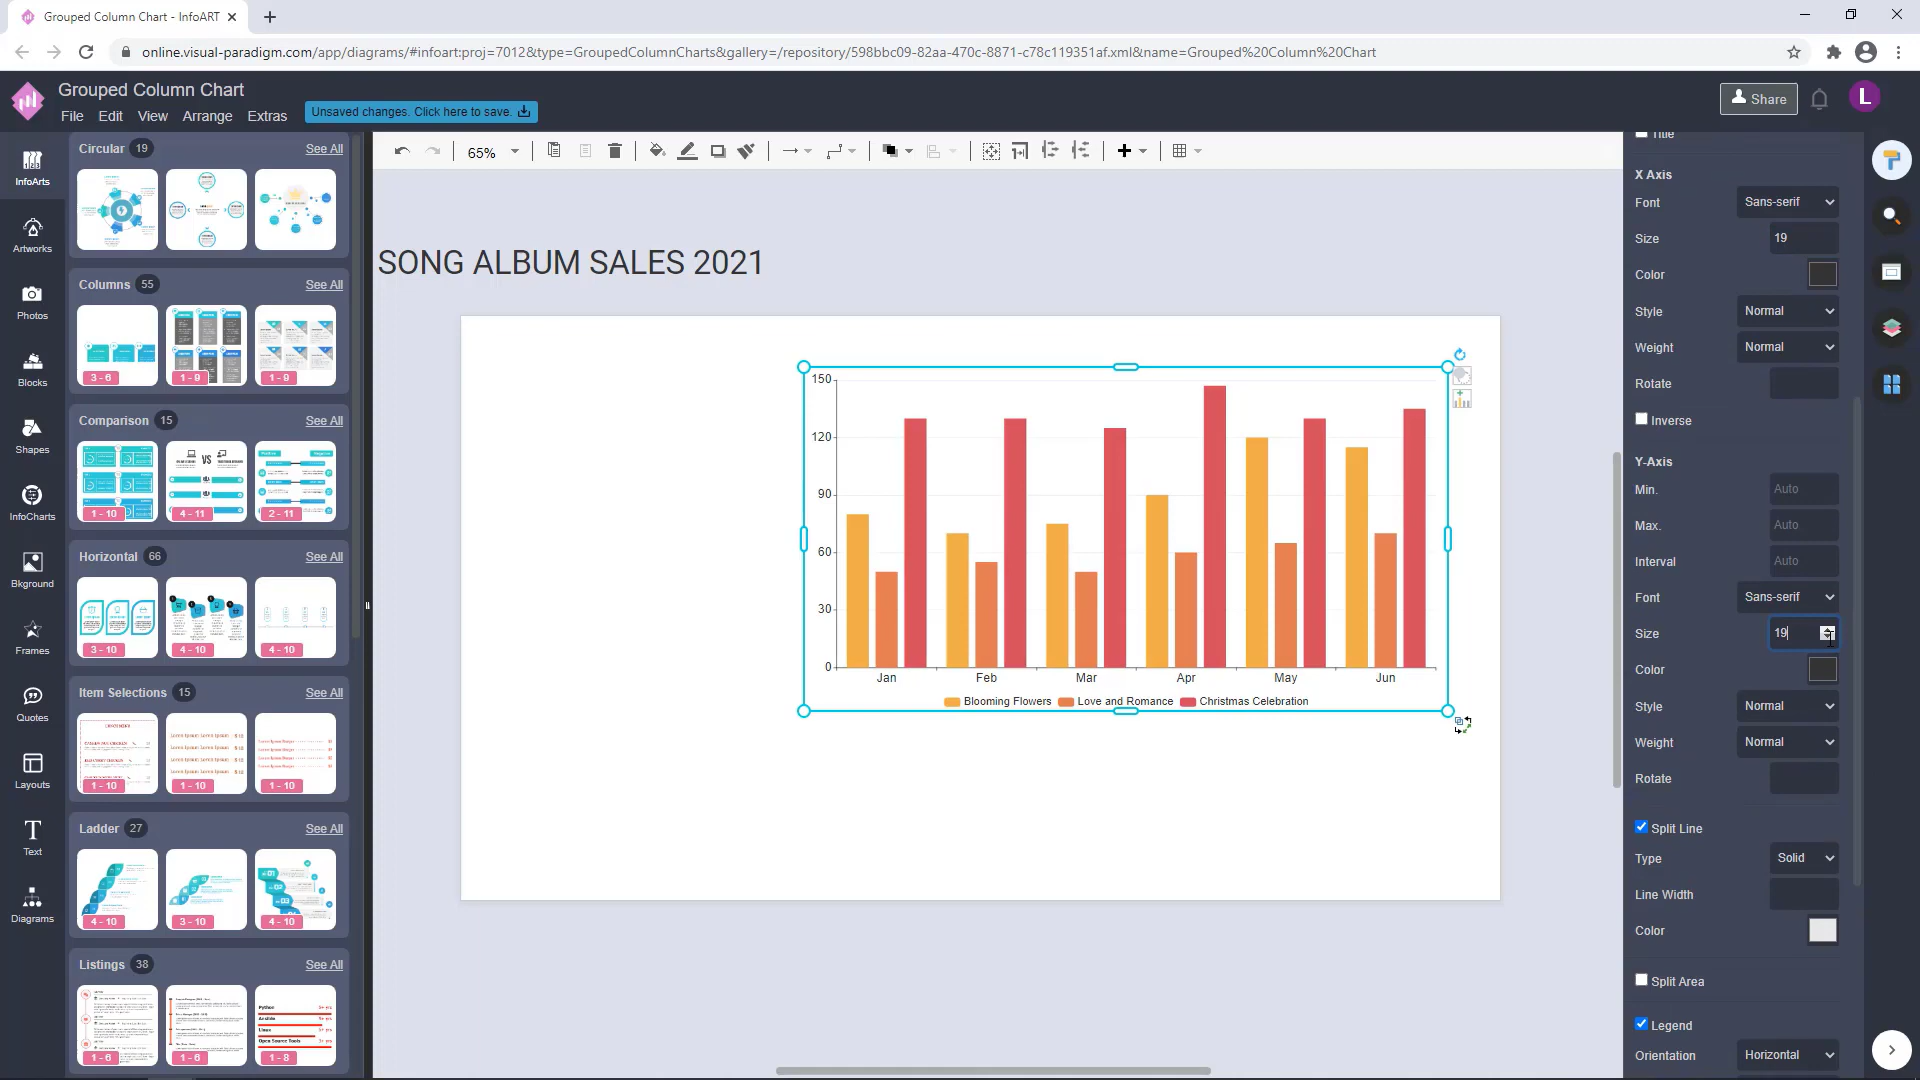 Grouped Column Chart - InfoART
online.visual-paradigm.com/app/diagrams/#infoart:proj=7012&type=GroupedColumnCharts&gallery=/repository/598bbc09-82aa-470c-8871-c78c119351af.xml&name=Grouped%20Column%20Chart
Grouped Column Chart
File Edit View Arrange Extras
Unsaved changes. Click here to save.
Share
L
InfoArts
Artworks
Photos
Blocks
Shapes
InfoCharts
Bkground
Frames
Quotes
Layouts
Text
Diagrams
Circular 19 See All
Columns 55 See All
3 - 6 1 - 9 1 - 9
Comparison 15 See All
VS
1 - 10 4 - 11 2 - 11
Horizontal 66 See All
3 - 10 4 - 10 4 - 10
Item Selections 15 See All
1 - 10 1 - 10 1 - 10
Ladder 27 See All
4 - 10 3 - 10 4 - 10
Listings 38 See All
Python
Archive
Linux
Open Source Tools
1 - 6 1 - 6 1 - 8
65%
SONG ALBUM SALES 2021
150
120
90
60
30
0
Jan Feb Mar Apr May Jun
Blooming Flowers Love and Romance Christmas Celebration
Title
X Axis
Font Sans-serif
Size 19
Color
Style Normal
Weight Normal
Rotate
Inverse
Y-Axis
Min. Auto
Max. Auto
Interval Auto
Font Sans-serif
Size 19
Color
Style Normal
Weight Normal
Rotate
Split Line
Type Solid
Line Width
Color
Split Area
Legend
Orientation Horizontal